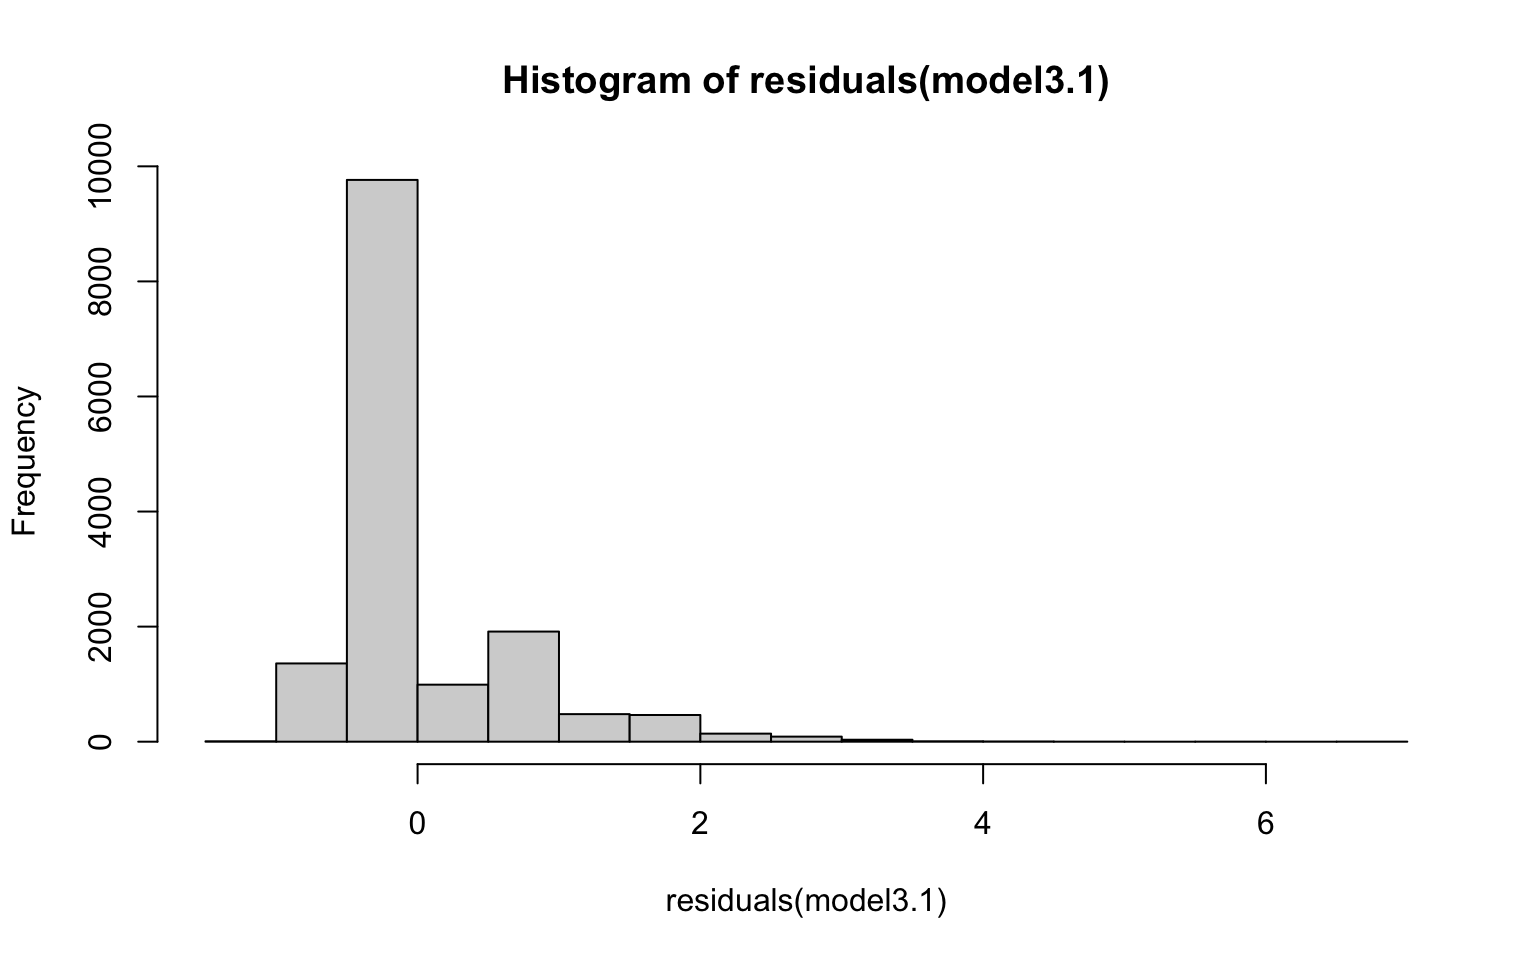 Histogram of residuals(model3.1)
Frequency
10000
8000
6000
4000
2000
0
0 2 4 6
residuals(model3.1)